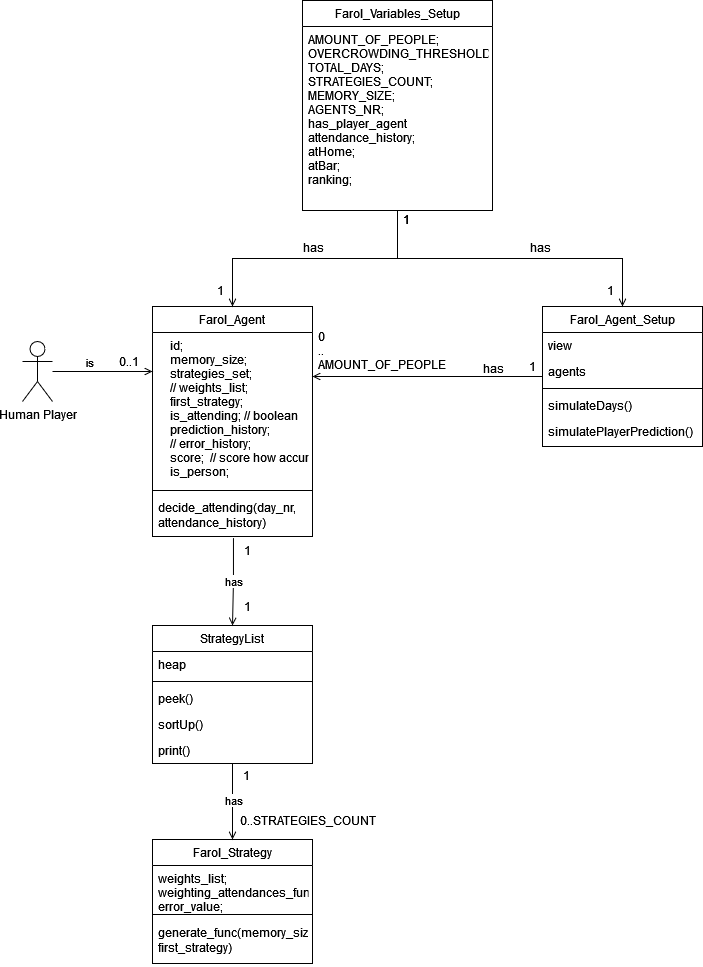 Farol_Variables_Setup
AMOUNT_OF_PEOPLE;
OVERCROWDING_THRESHOLD
TOTAL_DAYS;
STRATEGIES_COUNT;
MEMORY_SIZE;
AGENTS_NR;
has_player_agent
attendance_history;
atHome;
atBar;
ranking;
1
has
has
1
1
Farol_Agent
id;
memory_size;
strategies_set;
// weights_list;
first_strategy;
is_attending; // boolean
prediction_history;
// error_history;
score;  // score how accur
is_person;
decide_attending(day_nr,
attendance_history)
Human Player
is
0..1
0
..
AMOUNT_OF_PEOPLE
has
1
Farol_Agent_Setup
view
agents
simulateDays()
simulatePlayerPrediction()
1
has
1
StrategyList
heap
peek()
sortUp()
print()
1
has
0..STRATEGIES_COUNT
Farol_Strategy
weights_list;
weighting_attendances_fun
error_value;
generate_func(memory_siz
first_strategy)